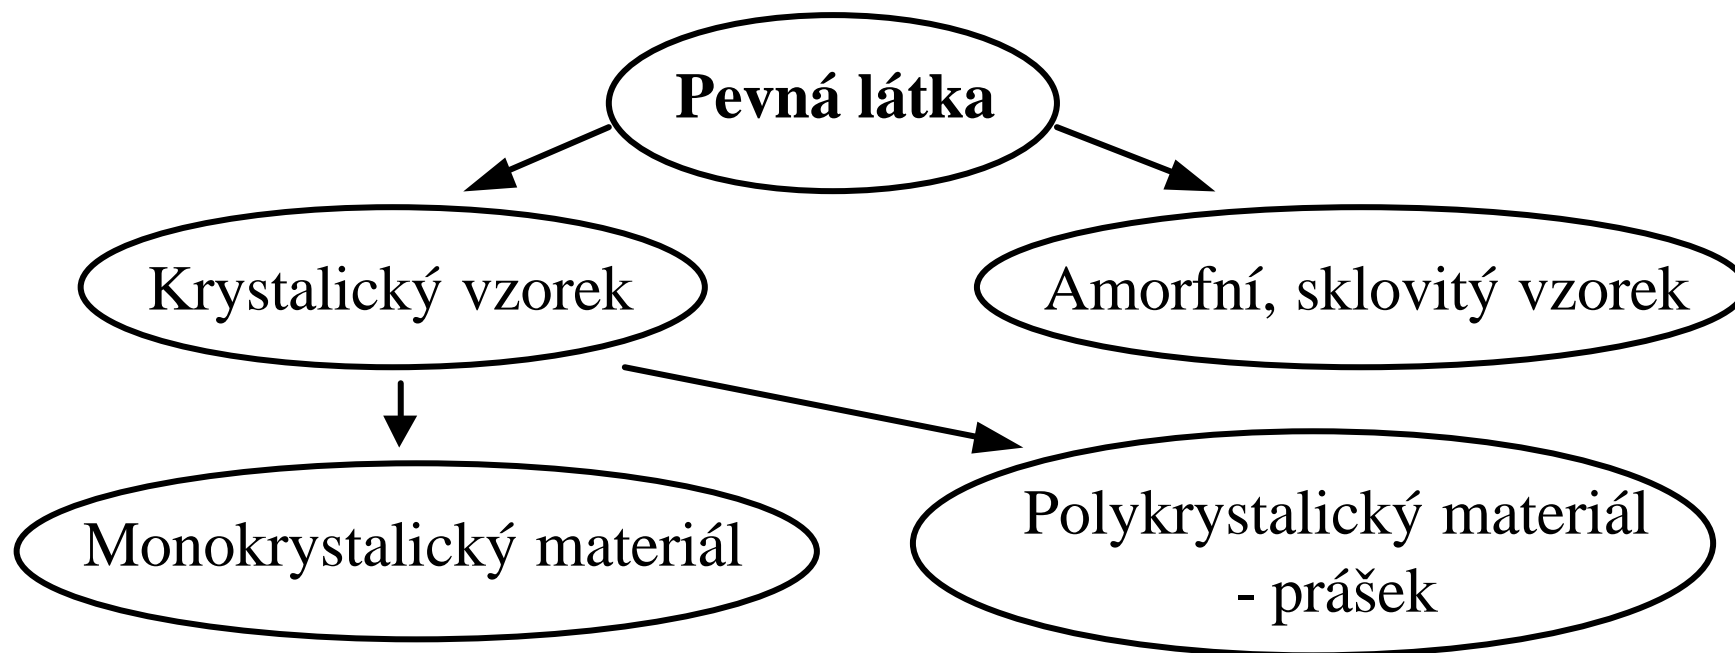 Pevná látka
Krystalický vzorek
Amorfní, sklovitý vzorek
Monokrystalický materiál
Polykrystalický materiál
- prášek